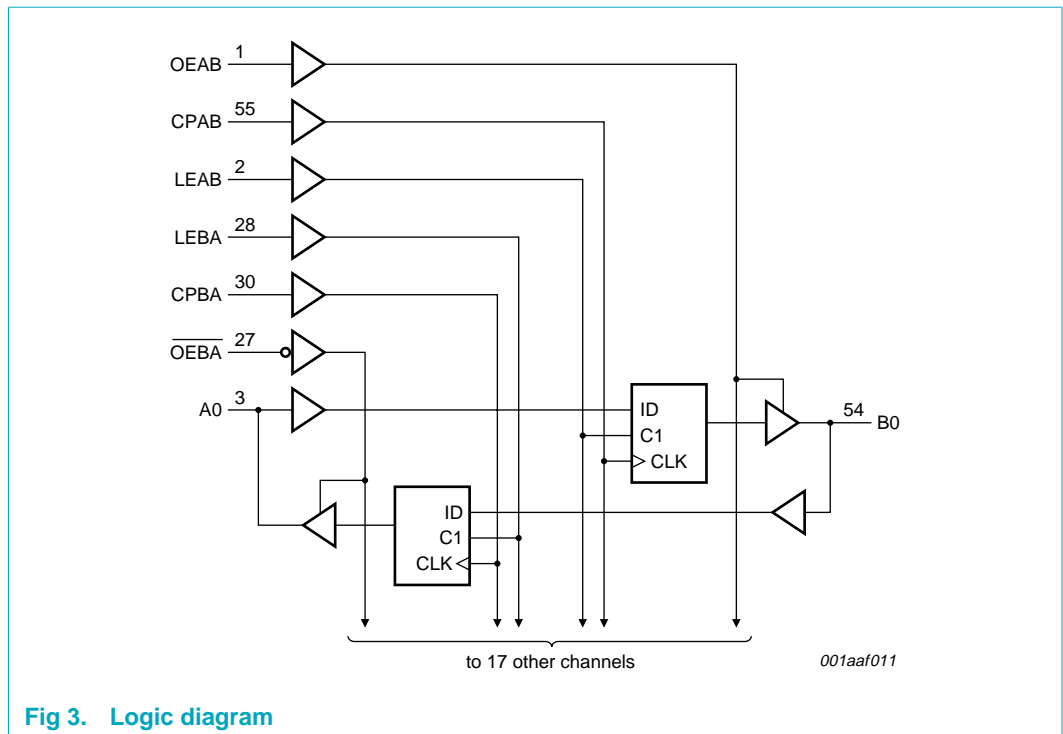 OEAB 1
CPAB 55
LEAB 2
LEBA 28
CPBA 30
OEBA 27
A0 3
ID
C1
CLK
54 B0
ID
C1
CLK
to 17 other channels
001aaf011
Fig 3. Logic diagram